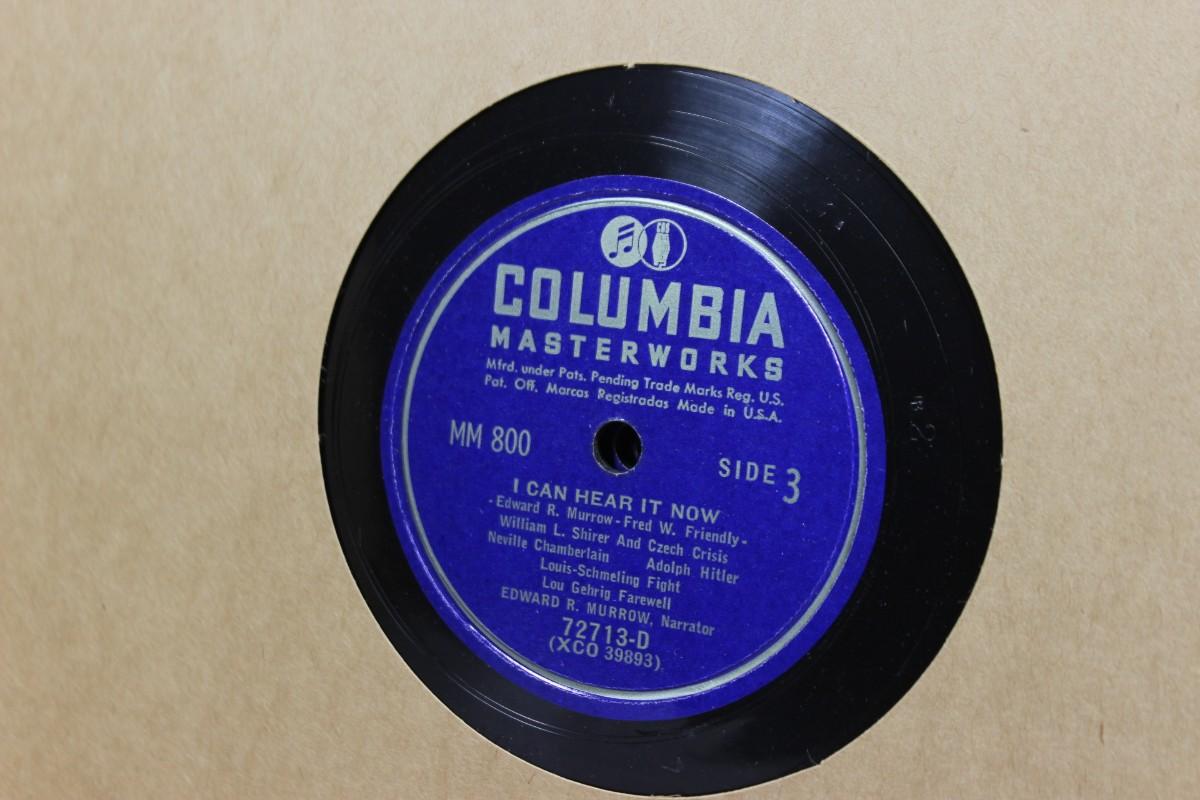 CBS
COLUMBIA
MASTERWORKS
Mfrd. under Pats. Pending Trade Marks Reg. U.S.
Pat. Off. Marcas Registradas Made in U.S.A.
MM 800
SIDE 3
I CAN HEAR IT NOW
-Edward R. Murrow-Fred W. Friendly-
William L. Shirer And Czech Crisis
Neville Chamberlain Adolph Hitler
Louis-Schmeling Fight
Lou Gehrig Farewell
EDWARD R. MURROW, Narrator
72713-D
(XCO 39893)